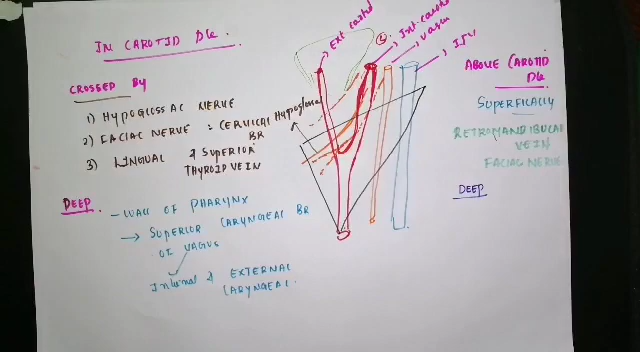 IN CAROTID Δle.
CROSSED By
1) HYPOGLOSSAL NERVE
2) FACIAL NERVE : CERVICAL BR
3) LINGUAL & SUPERIOR THYROID VEIN
DEEP.
- WALL OF PHARYNX
→ SUPERIOR LARYNGEAL BR
OF VAGUS
Internal & EXTERNAL
LARYNGEAL.
Ext carotid
Int. carotid
Vagus
IJV
Hypoglossal
ABOVE CAROTID
Δle
SUPERFICIALLY
RETROMANDIBULAR
VEIN
FACIAL NERVE
DEEP